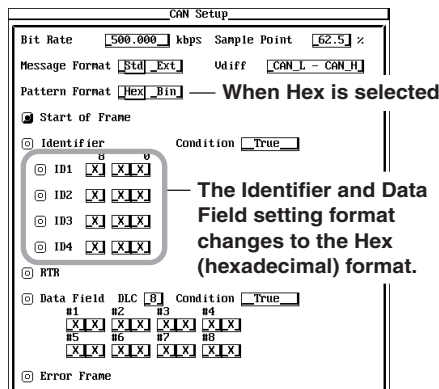 CAN Setup
Bit Rate 500.000 kbps Sample Point 62.5 %
Message Format Std Ext Vdiff CAN_L - CAN_H
Pattern Format Hex Bin When Hex is selected
Start of Frame
Identifier Condition True
8 0
ID1 X X X
ID2 X X X
ID3 X X X
ID4 X X X
The Identifier and Data
Field setting format
changes to the Hex
(hexadecimal) format.
RTR
Data Field DLC 8 Condition True
#1 #2 #3 #4
X X X X X X X X
#5 #6 #7 #8
X X X X X X X X
Error Frame